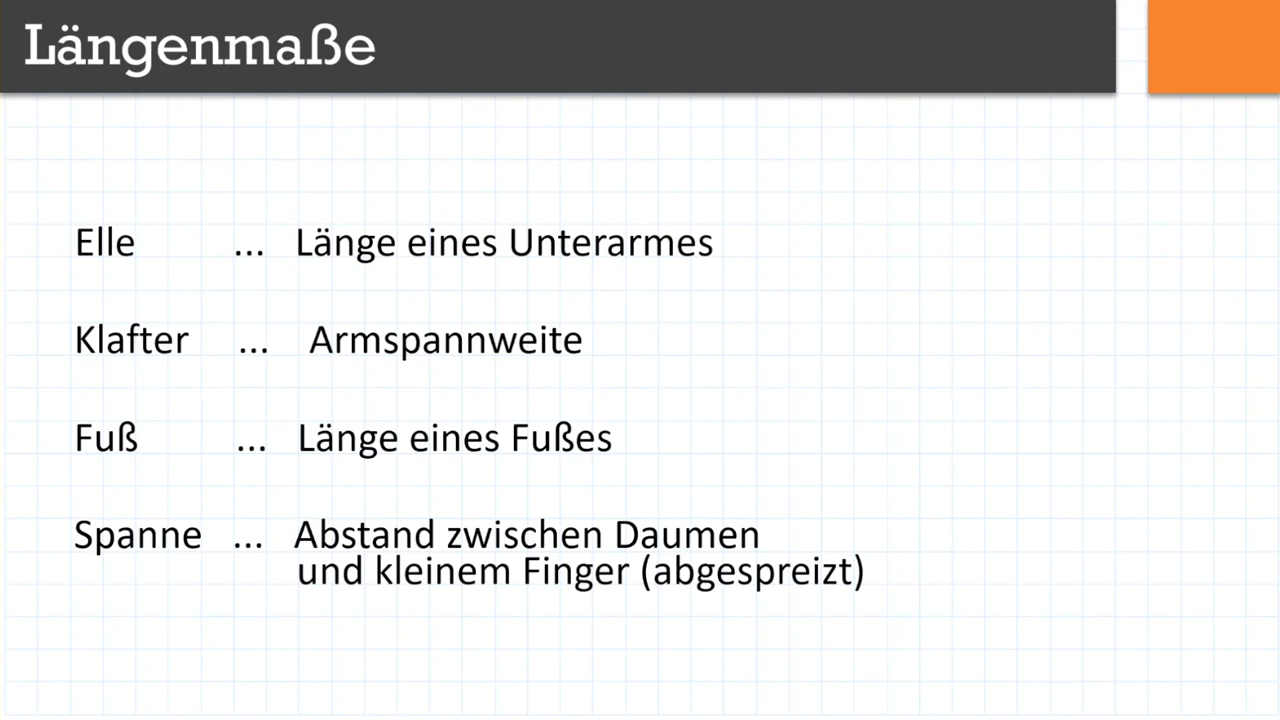 Längenmaße
Elle ... Länge eines Unterarmes
Klafter ... Armspannweite
Fuß ... Länge eines Fußes
Spanne ... Abstand zwischen Daumen
und kleinem Finger (abgespreizt)